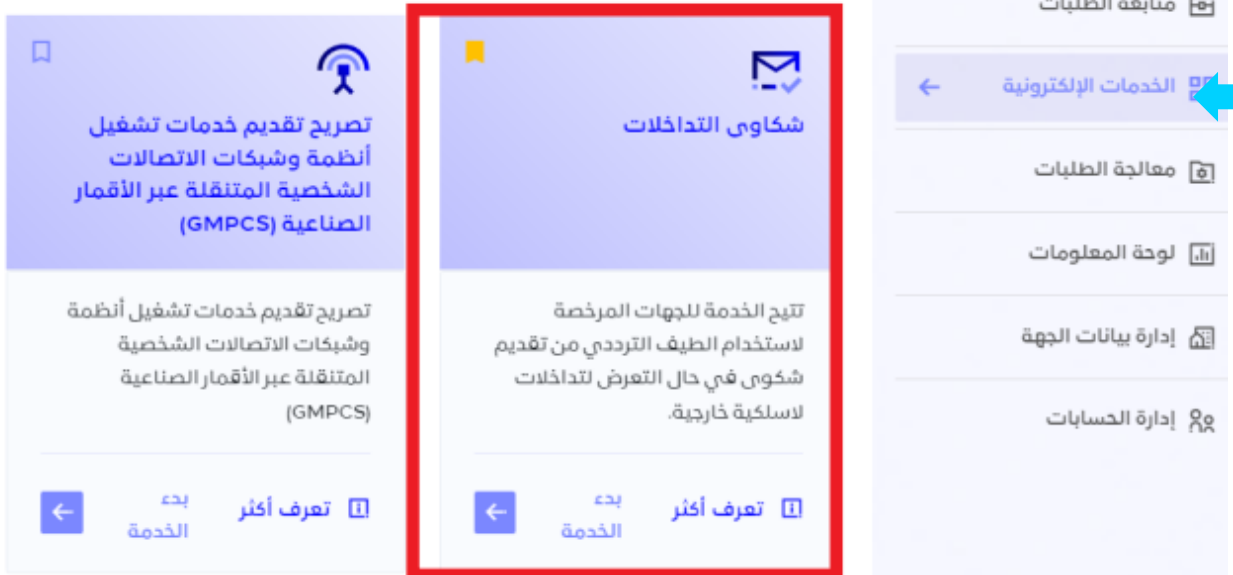 متابعة الطلبات
الخدمات الإلكترونية
معالجة الطلبات
لوحة المعلومات
إدارة بيانات الجهة
إدارة الحسابات
شكاوى التداخلات
تتيح الخدمة للجهات المرخصة
لاستخدام الطيف الترددي من تقديم
شكوى في حال التعرض لتداخلات
لاسلكية خارجية.
تعرف أكثر
بدء
الخدمة
تصريح تقديم خدمات تشغيل
أنظمة وشبكات الاتصالات
الشخصية المتنقلة عبر الأقمار
الصناعية (GMPCS)
تصريح تقديم خدمات تشغيل أنظمة
وشبكات الاتصالات الشخصية
المتنقلة عبر الأقمار الصناعية
(GMPCS)
تعرف أكثر
بدء
الخدمة